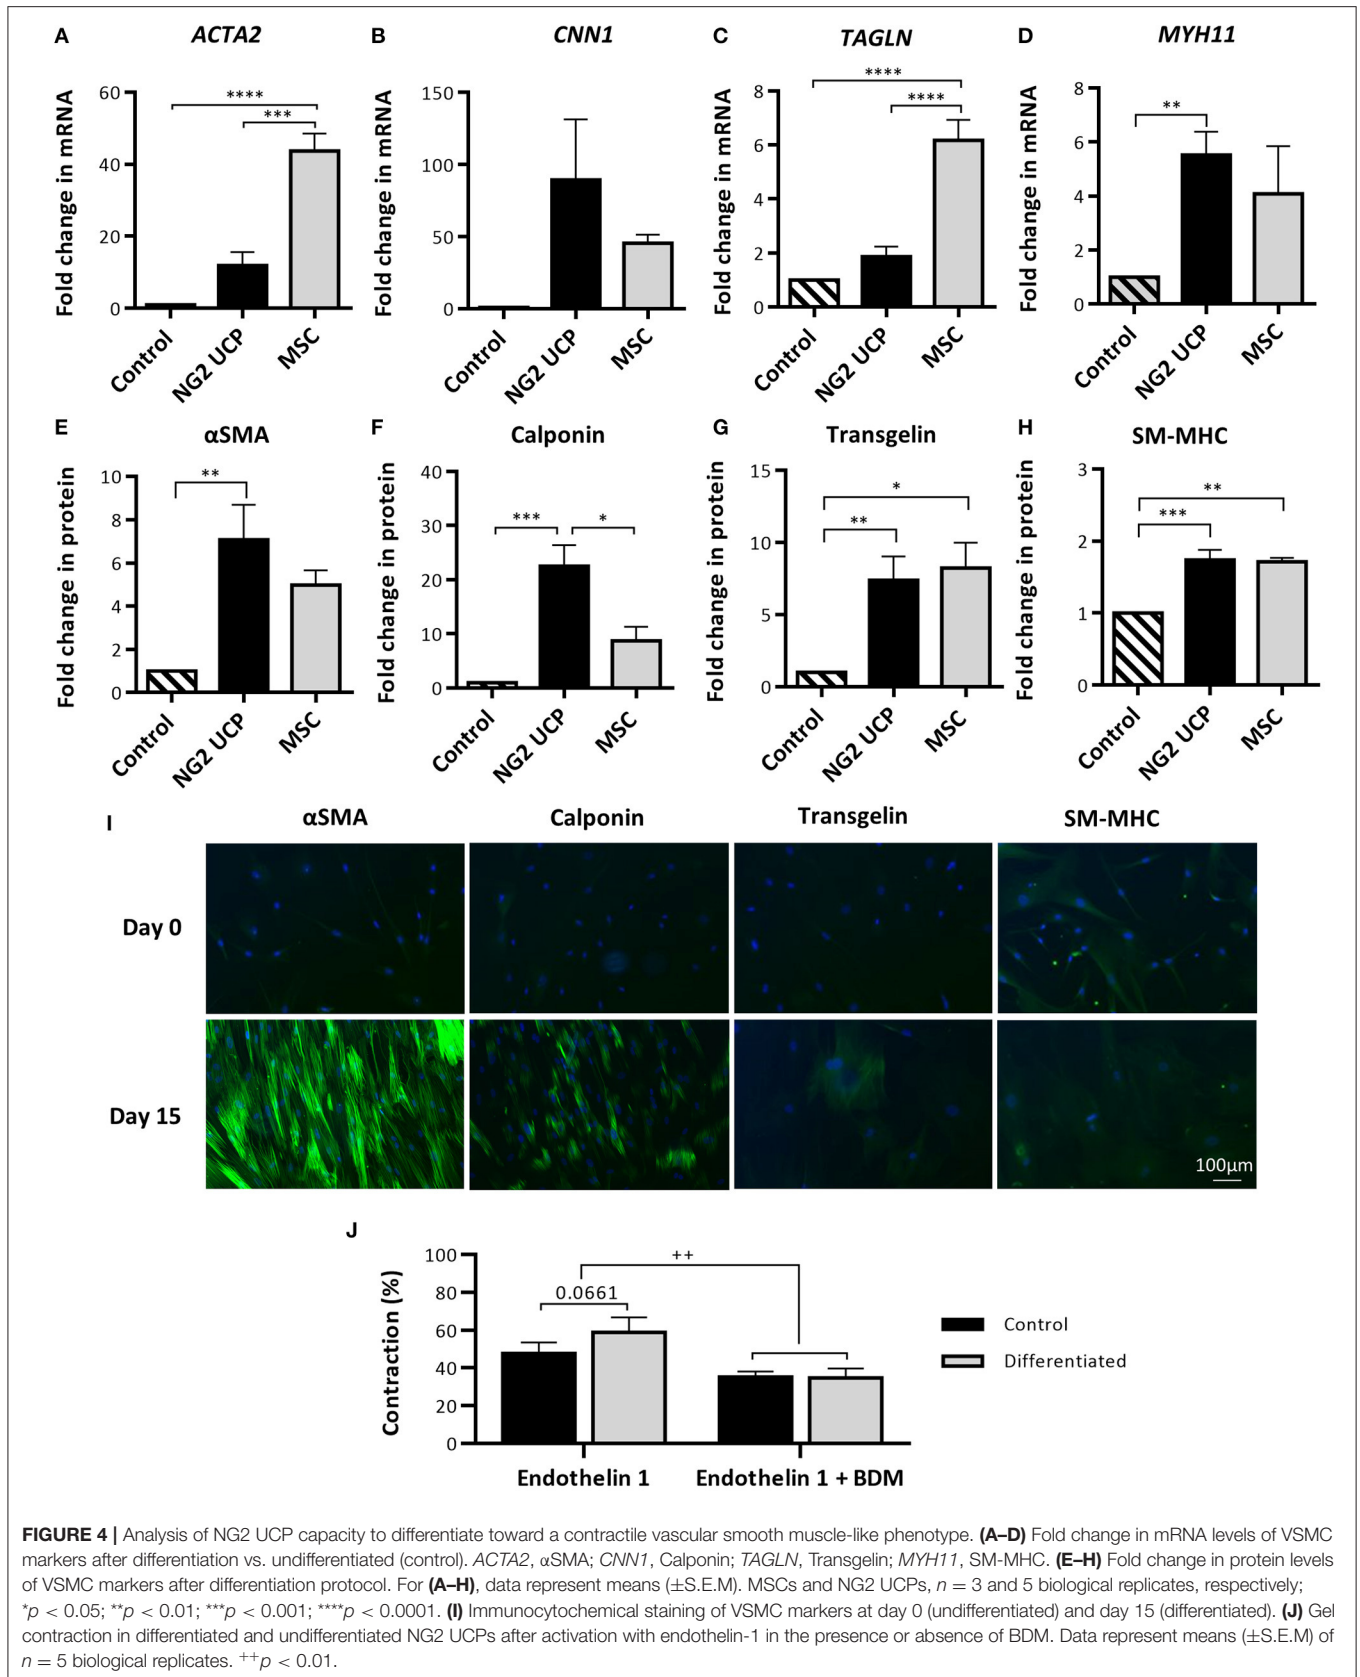 A
ACTA2
B
CNN1
C
TAGLN
D
MYH11
Fold change in mRNA
60
40
20
0
****
***
Control
NG2 UCP
MSC
Fold change in mRNA
150
100
50
0
Control
NG2 UCP
MSC
Fold change in mRNA
8
6
4
2
0
****
****
Control
NG2 UCP
MSC
Fold change in mRNA
8
6
4
2
0
**
Control
NG2 UCP
MSC
E
αSMA
F
Calponin
G
Transgelin
H
SM-MHC
Fold change in protein
10
8
6
4
2
0
**
Control
NG2 UCP
MSC
Fold change in protein
40
30
20
10
0
***
*
Control
NG2 UCP
MSC
Fold change in protein
15
10
5
0
*
**
Control
NG2 UCP
MSC
Fold change in protein
3
2
1
0
**
***
Control
NG2 UCP
MSC
I
αSMA
Calponin
Transgelin
SM-MHC
Day 0
Day 15
100μm
J
Contraction (%)
100
80
60
40
20
0
++
0.0661
Endothelin 1
Endothelin 1 + BDM
Control
Differentiated
FIGURE 4 | Analysis of NG2 UCP capacity to differentiate toward a contractile vascular smooth muscle-like phenotype. (A–D) Fold change in mRNA levels of VSMC
markers after differentiation vs. undifferentiated (control). ACTA2, αSMA; CNN1, Calponin; TAGLN, Transgelin; MYH11, SM-MHC. (E–H) Fold change in protein levels
of VSMC markers after differentiation protocol. For (A–H), data represent means (±S.E.M). MSCs and NG2 UCPs, n = 3 and 5 biological replicates, respectively;
*p < 0.05; **p < 0.01; ***p < 0.001; ****p < 0.0001. (I) Immunocytochemical staining of VSMC markers at day 0 (undifferentiated) and day 15 (differentiated). (J) Gel
contraction in differentiated and undifferentiated NG2 UCPs after activation with endothelin-1 in the presence or absence of BDM. Data represent means (±S.E.M) of
n = 5 biological replicates. ++p < 0.01.